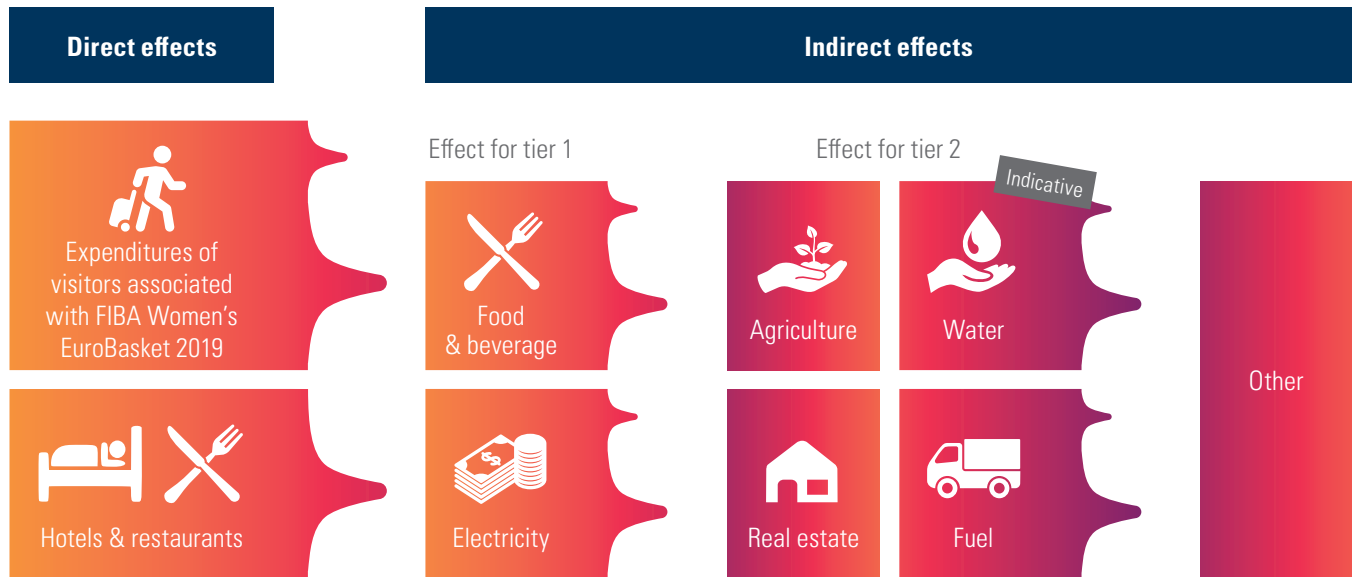 Direct effects
Indirect effects
Expenditures of
visitors associated
with FIBA Women's
EuroBasket 2019
Hotels & restaurants
Effect for tier 1
Food
& beverage
$
Electricity
Effect for tier 2
Indicative
Agriculture
Water
Real estate
Fuel
Other